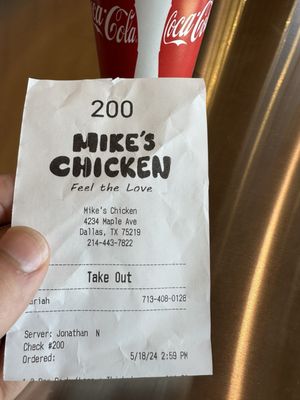 Coca-Cola
Coca-Cola
200
MIKE'S
CHICKEN
Feel the Love
Mike's Chicken
4234 Maple Ave
Dallas, TX 75219
214-443-7822
Take Out
ariah 713-408-0128
Server: Jonathan N
Check #200
Ordered: 5/18/24 2:59 PM